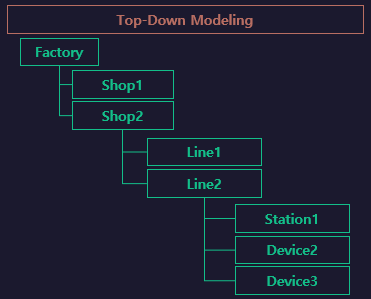 Top-Down Modeling
Factory
Shop1
Shop2
Line1
Line2
Station1
Device2
Device3